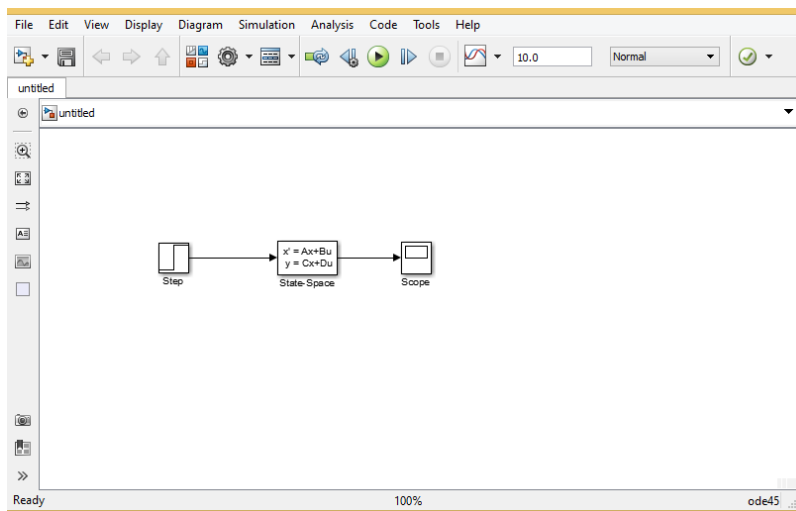 File Edit View Display Diagram Simulation Analysis Code Tools Help
10.0 Normal
untitled
untitled
x' = Ax+Bu
y = Cx+Du
Step State-Space Scope
Ready 100% ode45